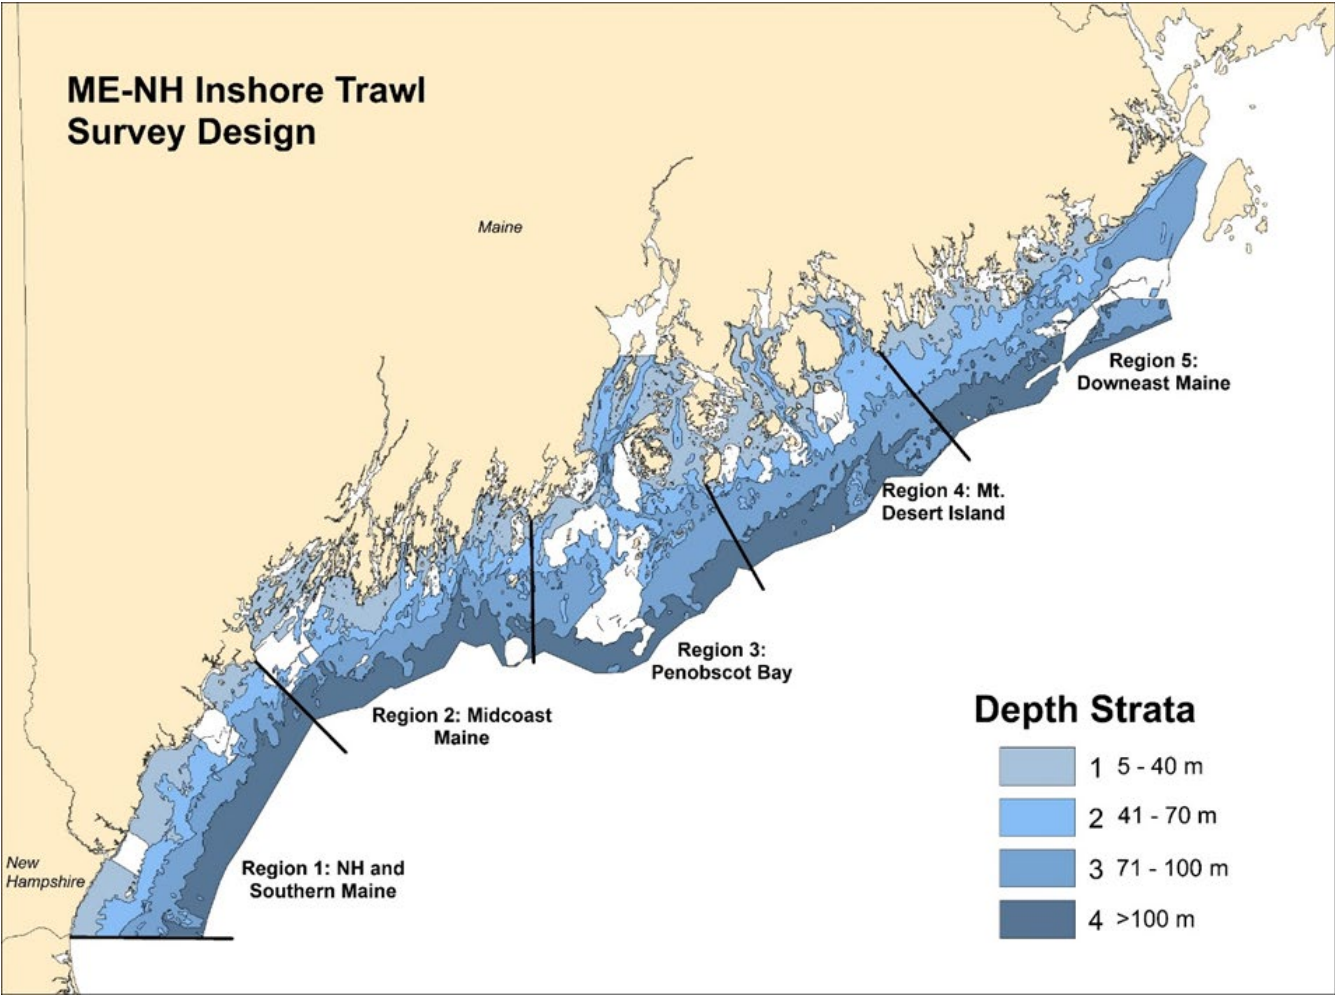 ME-NH Inshore Trawl
Survey Design
Maine
Region 5:
Downeast Maine
Region 4: Mt.
Desert Island
Region 3:
Penobscot Bay
Region 2: Midcoast
Maine
Region 1: NH and
Southern Maine
New
Hampshire
Depth Strata
1 5 - 40 m
2 41 - 70 m
3 71 - 100 m
4 >100 m